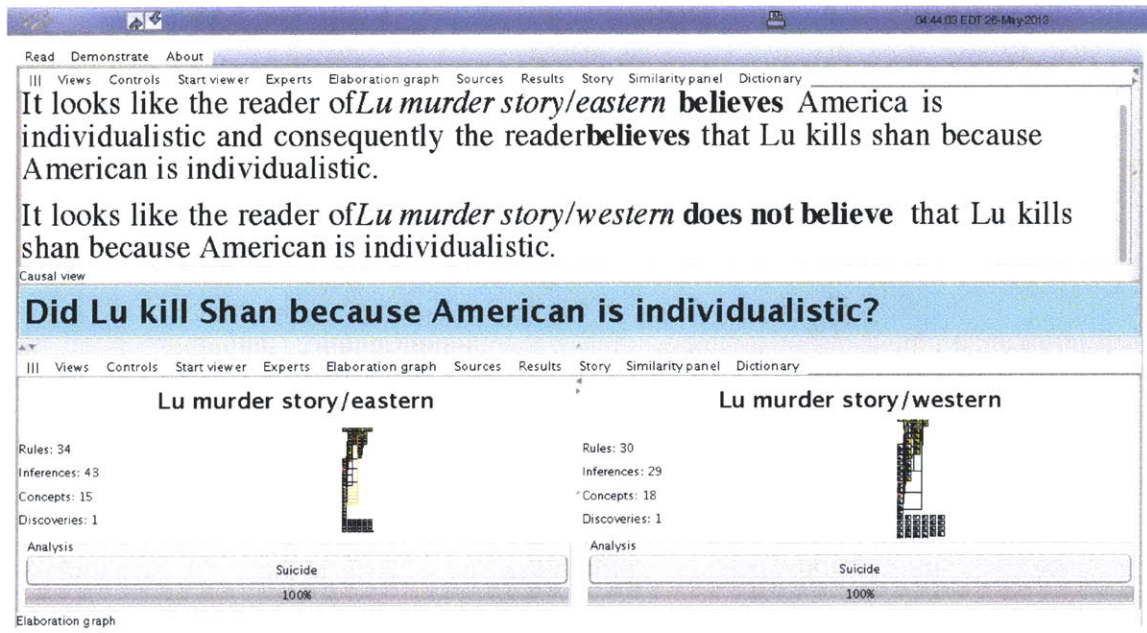 04:44:03 EDT 26-May-2013
Read Demonstrate About
||| Views Controls Start viewer Experts Elaboration graph Sources Results Story Similarity panel Dictionary
It looks like the reader ofLu murder story/eastern believes America is
individualistic and consequently the readerbelieves that Lu kills shan because
American is individualistic.
It looks like the reader ofLu murder story/western does not believe that Lu kills
shan because American is individualistic.
Causal view
Did Lu kill Shan because American is individualistic?
||| Views Controls Start viewer Experts Elaboration graph Sources Results Story Similarity panel Dictionary
Lu murder story/eastern
Rules: 34
Inferences: 43
Concepts: 15
Discoveries: 1
Analysis
Suicide
100%
Lu murder story/western
Rules: 30
Inferences: 29
Concepts: 18
Discoveries: 1
Analysis
Suicide
100%
Elaboration graph